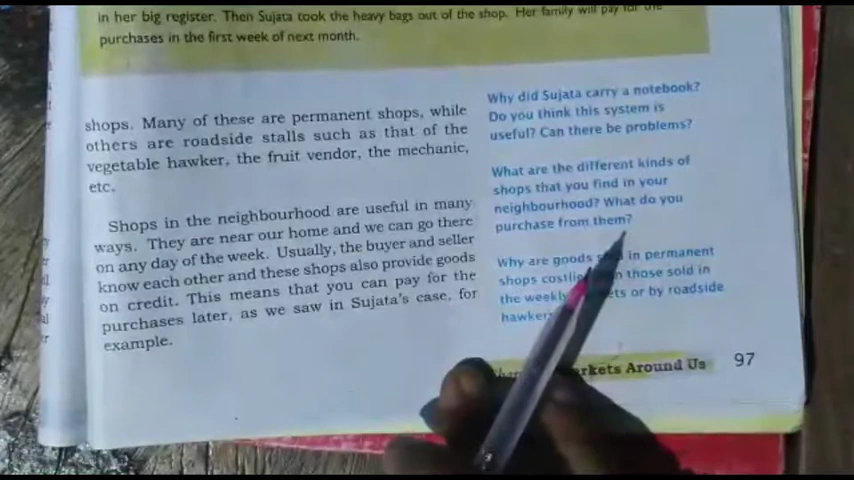 in her big register. Then Sujata took the heavy bags out of the shop. Her family will pay for the
purchases in the first week of next month.
shops. Many of these are permanent shops, while
others are roadside stalls such as that of the
vegetable hawker, the fruit vendor, the mechanic,
etc.
Shops in the neighbourhood are useful in many
ways. They are near our home and we can go there
on any day of the week. Usually, the buyer and seller
know each other and these shops also provide goods
on credit. This means that you can pay for the
purchases later, as we saw in Sujata's case, for
example.
Why did Sujata carry a notebook?
Do you think this system is
useful? Can there be problems?
What are the different kinds of
shops that you find in your
neighbourhood? What do you
purchase from them?
Why are goods in permanent
shops those sold in
the or by roadside
Around Us 97